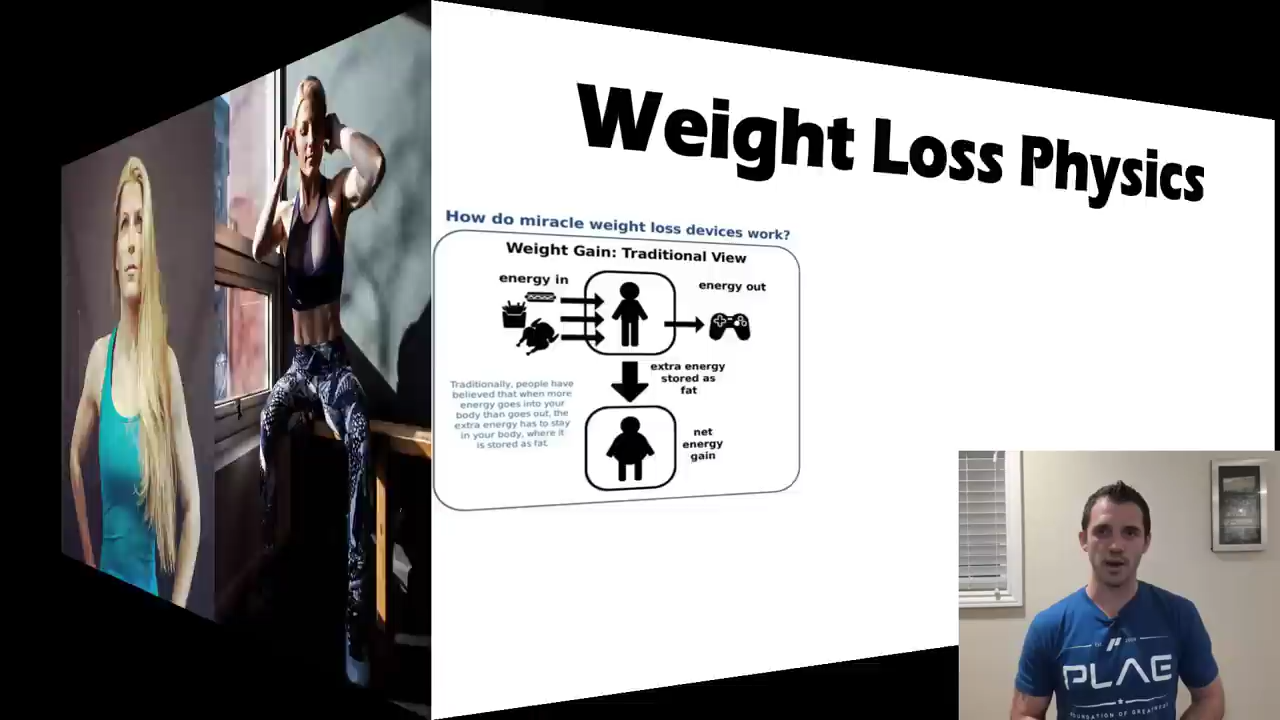 Weight Loss Physics
How do miracle weight loss devices work?
Weight Gain: Traditional View
energy in
energy out
extra energy
stored as
fat
Traditionally, people have
believed that when more
energy goes into your
body than goes out, the
extra energy has to stay
in your body, where it
is stored as fat.
net
energy
gain
PLAE
FOUNDATION OF GREATNESS